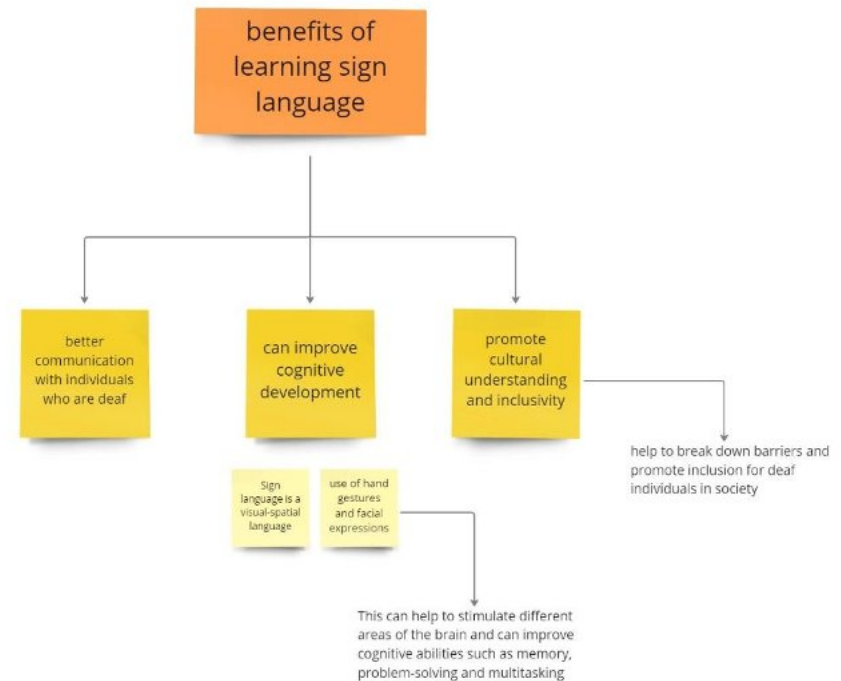 benefits of
learning sign
language
better
communication
with individuals
who are deaf
can improve
cognitive
development
promote
cultural
understanding
and inclusivity
help to break down barriers and
promote inclusion for deaf
individuals in society
Sign
language is a
visual-spatial
language
use of hand
gestures
and facial
expressions
This can help to stimulate different
areas of the brain and can improve
cognitive abilities such as memory,
problem-solving and multitasking